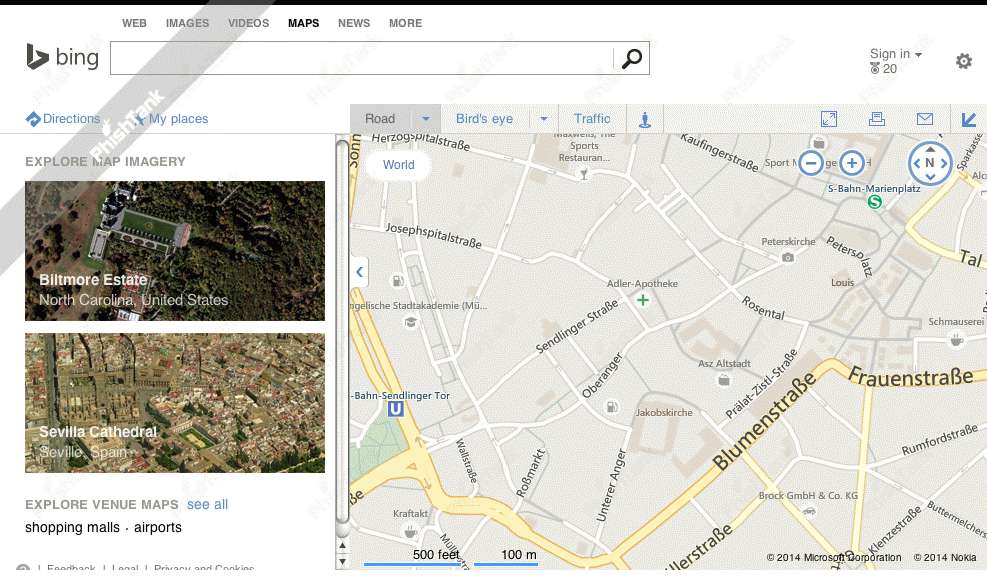 WEB IMAGES VIDEOS MAPS NEWS MORE
bing
Sign in
20
Directions
My places
Road
Bird's eye
Traffic
PhishTank
EXPLORE MAP IMAGERY
Biltmore Estate
North Carolina, United States
Sevilla Cathedral
Seville, Spain
EXPLORE VENUE MAPS see all
shopping malls · airports
Feedback | Legal | Privacy and Cookies
World
N
Herzogspitalstraße
Maxwells, The
Sports
Restauran...
Kaufingerstraße
S-Bahn-Marienplatz
S
Sparkasse
Josephspitalstraße
Peterskirche
Petersplatz
Tal
Louis
Adler-Apotheke
ngelische Stadtakademie (Mü...
Sendlinger Straße
Rosental
Schmauserei
Asz Altstadt
Oberanger
Prälat-Zistl-Straße
Frauenstraße
-Bahn-Sendlinger Tor
U
Jakobskirche
Blumenstraße
Rumfordstraße
Wallstraße
Roßmarkt
Unterer Anger
Brock GmbH & Co. KG
Kraftakt
Klenzestraße
Buttermelchers
500 feet 100 m
© 2014 Microsoft Corporation © 2014 Nokia